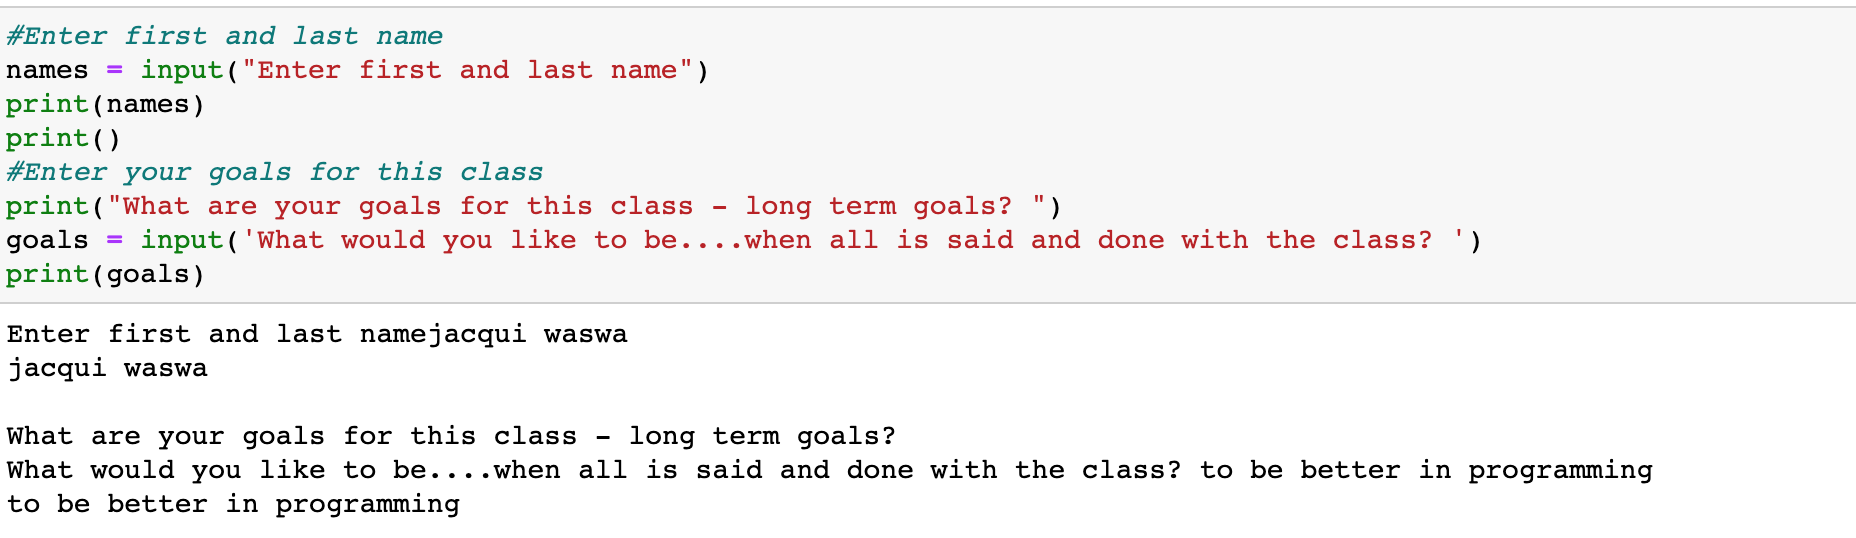 #Enter first and last name
names = input("Enter first and last name")
print(names)
print()
#Enter your goals for this class
print("What are your goals for this class - long term goals? ")
goals = input('What would you like to be....when all is said and done with the class? ')
print(goals)
Enter first and last namejacqui waswa
jacqui waswa
What are your goals for this class - long term goals?
What would you like to be....when all is said and done with the class? to be better in programming
to be better in programming